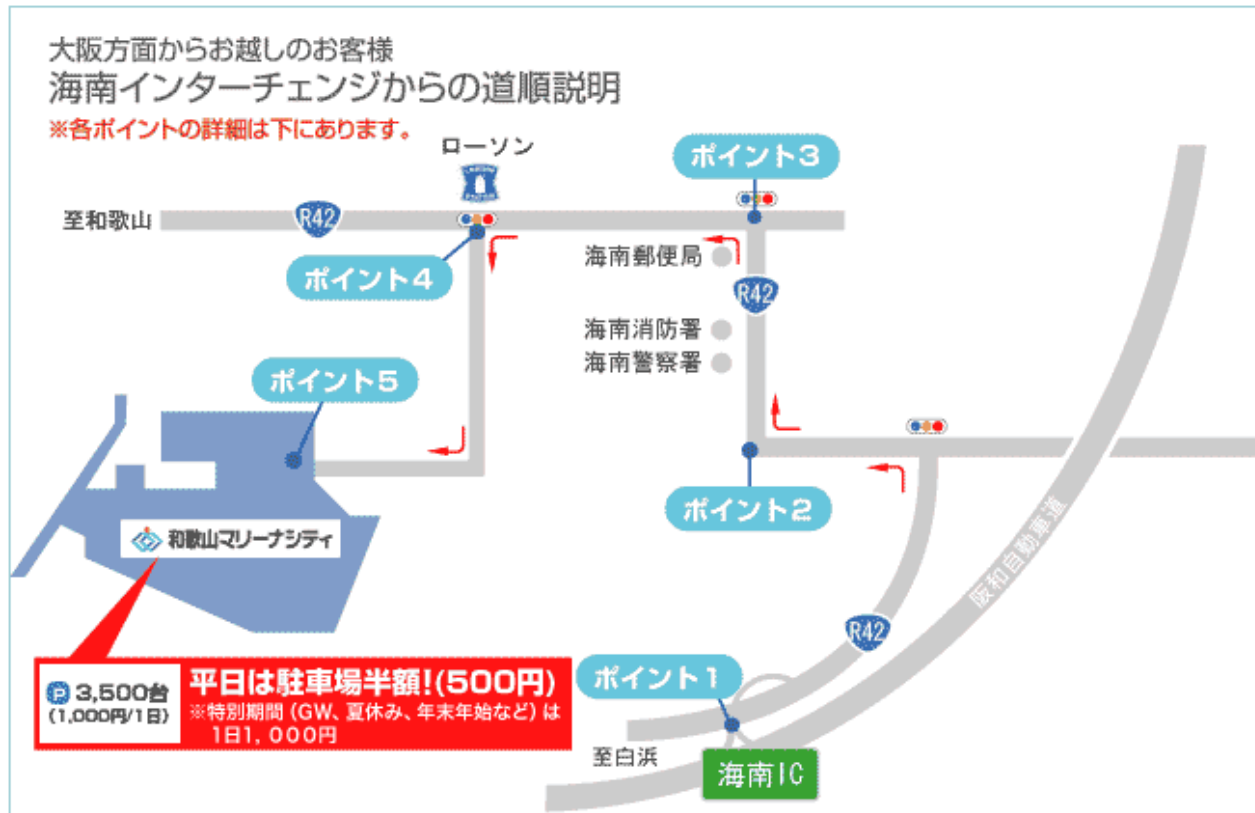 大阪方面からお越しのお客様
海南インターチェンジからの道順説明
※各ポイントの詳細は下にあります。
ローソン
ポイント3
至和歌山
R42
ポイント4
海南郵便局
R42
海南消防署
海南警察署
ポイント5
ポイント2
和歌山マリーナシティ
阪和自動車道
R42
P 3,500台
(1,000円/1日)
平日は駐車場半額!(500円)
※特別期間(GW、夏休み、年末年始など)は
1日1,000円
ポイント1
至白浜
海南IC